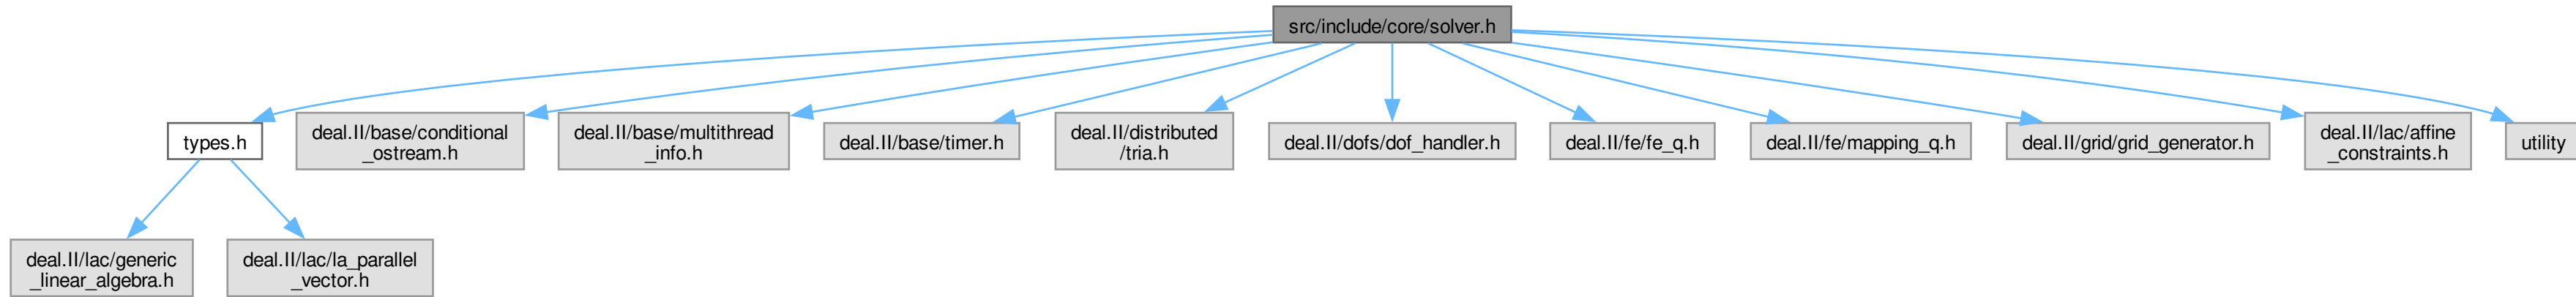 src/include/core/solver.h
types.h
deal.II/base/conditional
_ostream.h
deal.II/base/multithread
_info.h
deal.II/base/timer.h
deal.II/distributed
/tria.h
deal.II/dofs/dof_handler.h
deal.II/fe/fe_q.h
deal.II/fe/mapping_q.h
deal.II/grid/grid_generator.h
deal.II/lac/affine
_constraints.h
utility
deal.II/lac/generic
_linear_algebra.h
deal.II/lac/la_parallel
_vector.h